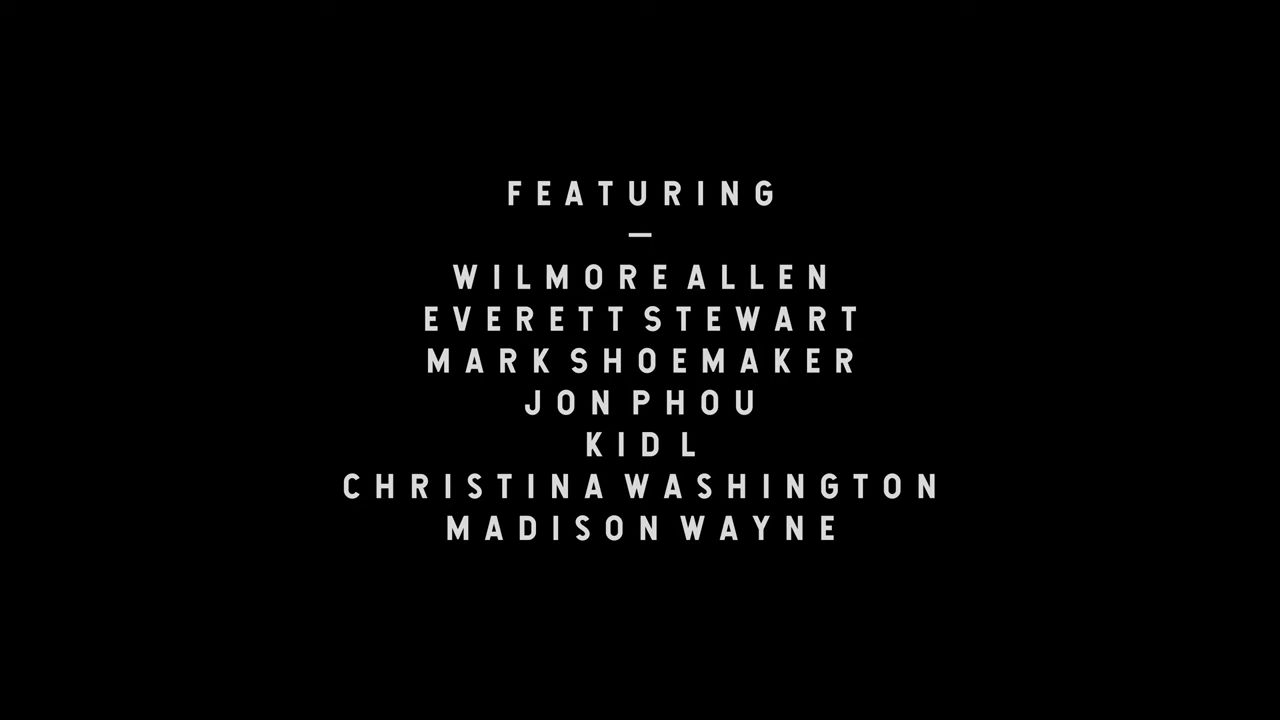 FEATURING
—
WILMORE ALLEN
EVERETT STEWART
MARK SHOEMAKER
JON PHOU
KID L
CHRISTINA WASHINGTON
MADISON WAYNE